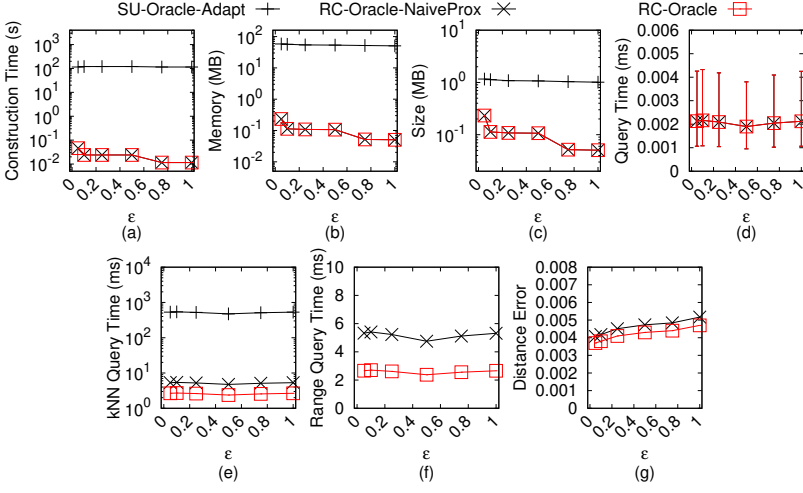 SU-Oracle-Adapt RC-Oracle-NaiveProx RC-Oracle
Construction Time (s)
10^3
10^2
10^1
10^0
10^-1
10^-2
0 0.2 0.4 0.6 0.8 1
ε
(a)
Memory (MB)
10^2
10^1
10^0
10^-1
10^-2
0 0.2 0.4 0.6 0.8 1
ε
(b)
Size (MB)
10^1
10^0
10^-1
0 0.2 0.4 0.6 0.8 1
ε
(c)
Query Time (ms)
0.006
0.005
0.004
0.003
0.002
0.001
0
0 0.2 0.4 0.6 0.8 1
ε
(d)
kNN Query Time (ms)
10^4
10^3
10^2
10^1
10^0
0 0.2 0.4 0.6 0.8 1
ε
(e)
Range Query Time (ms)
10
8
6
4
2
0
0 0.2 0.4 0.6 0.8 1
ε
(f)
Distance Error
0.008
0.007
0.006
0.005
0.004
0.003
0.002
0
0 0.2 0.4 0.6 0.8 1
ε
(g)